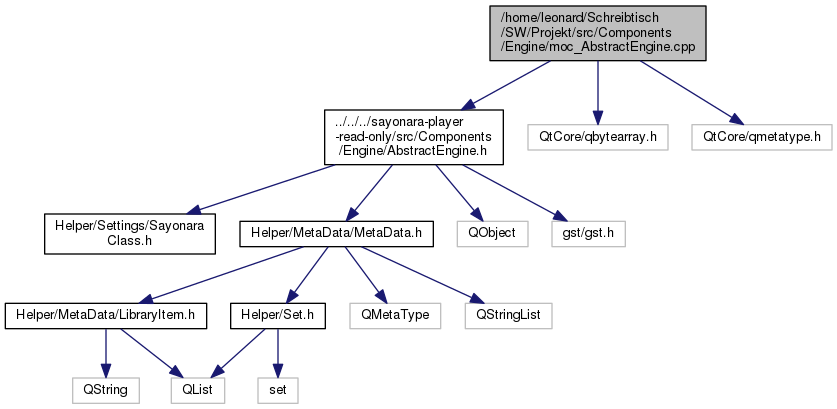 /home/leonard/Schreibtisch
/SW/Projekt/src/Components
/Engine/moc_AbstractEngine.cpp
../../../sayonara-player
-read-only/src/Components
/Engine/AbstractEngine.h
QtCore/qbytearray.h
QtCore/qmetatype.h
Helper/Settings/Sayonara
Class.h
Helper/MetaData/MetaData.h
QObject
gst/gst.h
Helper/MetaData/LibraryItem.h
Helper/Set.h
QMetaType
QStringList
QString
QList
set